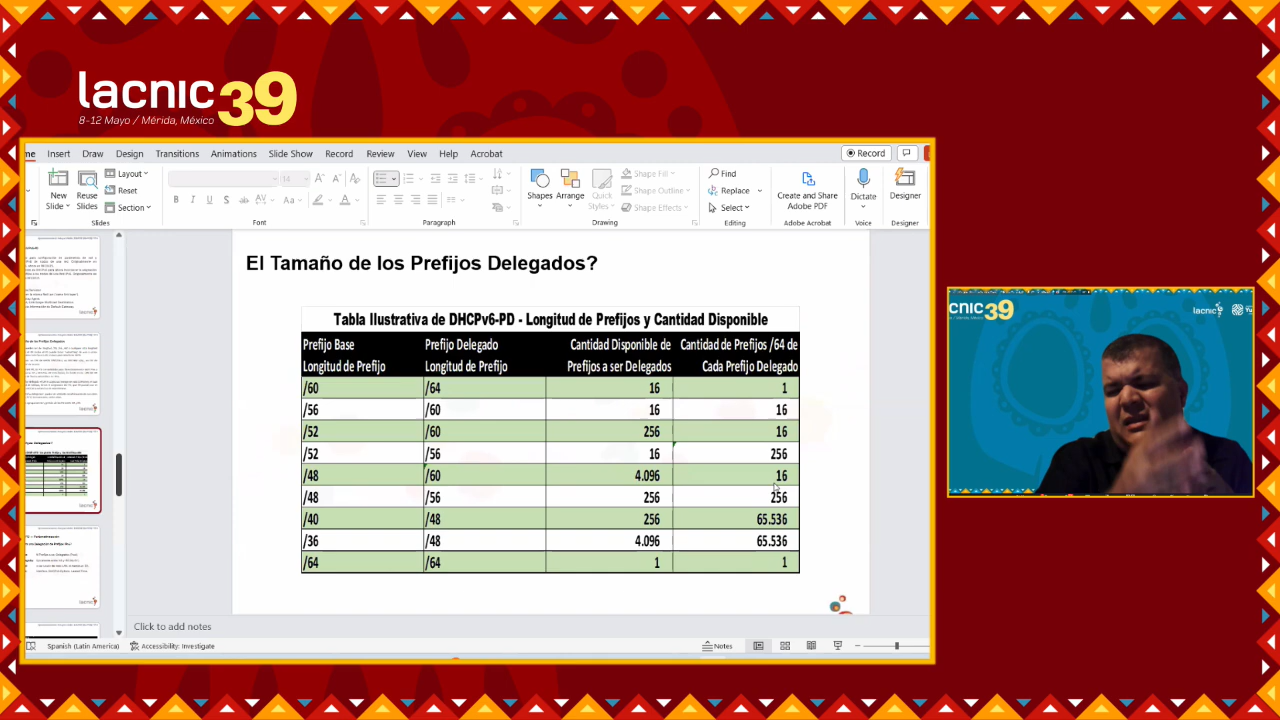 lacnic 39
8-12 Mayo / Mérida, México
Insert Draw Design Transitions Animations Slide Show Record Review View Help Acrobat
Record
New Slide
Reuse Slides
Layout
Reset
Section
Slides
Font
Paragraph
Shapes
Arrange
Quick Styles
Shape Fill
Shape Outline
Shape Effects
Drawing
Find
Replace
Select
Editing
Create and Share Adobe PDF
Adobe Acrobat
Dictate
Voice
Designer
Designer
El Tamaño de los Prefijos Delegados?
Tabla Ilustrativa de DHCPv6-PD - Longitud de Prefijos y Cantidad Disponible
Prefijo Base Prefijo Delegado Cantidad Disponible de Cantidad de Prefijos /64 de
Longitud de Prefijo Longitud de Prefijo Prefijos a ser Delegados Cada Prefijo Delegado
/60 /64 16 1
/56 /60 16 16
/52 /60 256 16
/52 /56 16 256
/48 /60 4.096 16
/48 /56 256 256
/40 /48 256 65.536
/36 /48 4.096 65.536
/64 /64 1 1
Click to add notes
Spanish (Latin America) Accessibility: Investigate Notes
cnic39
lacnic